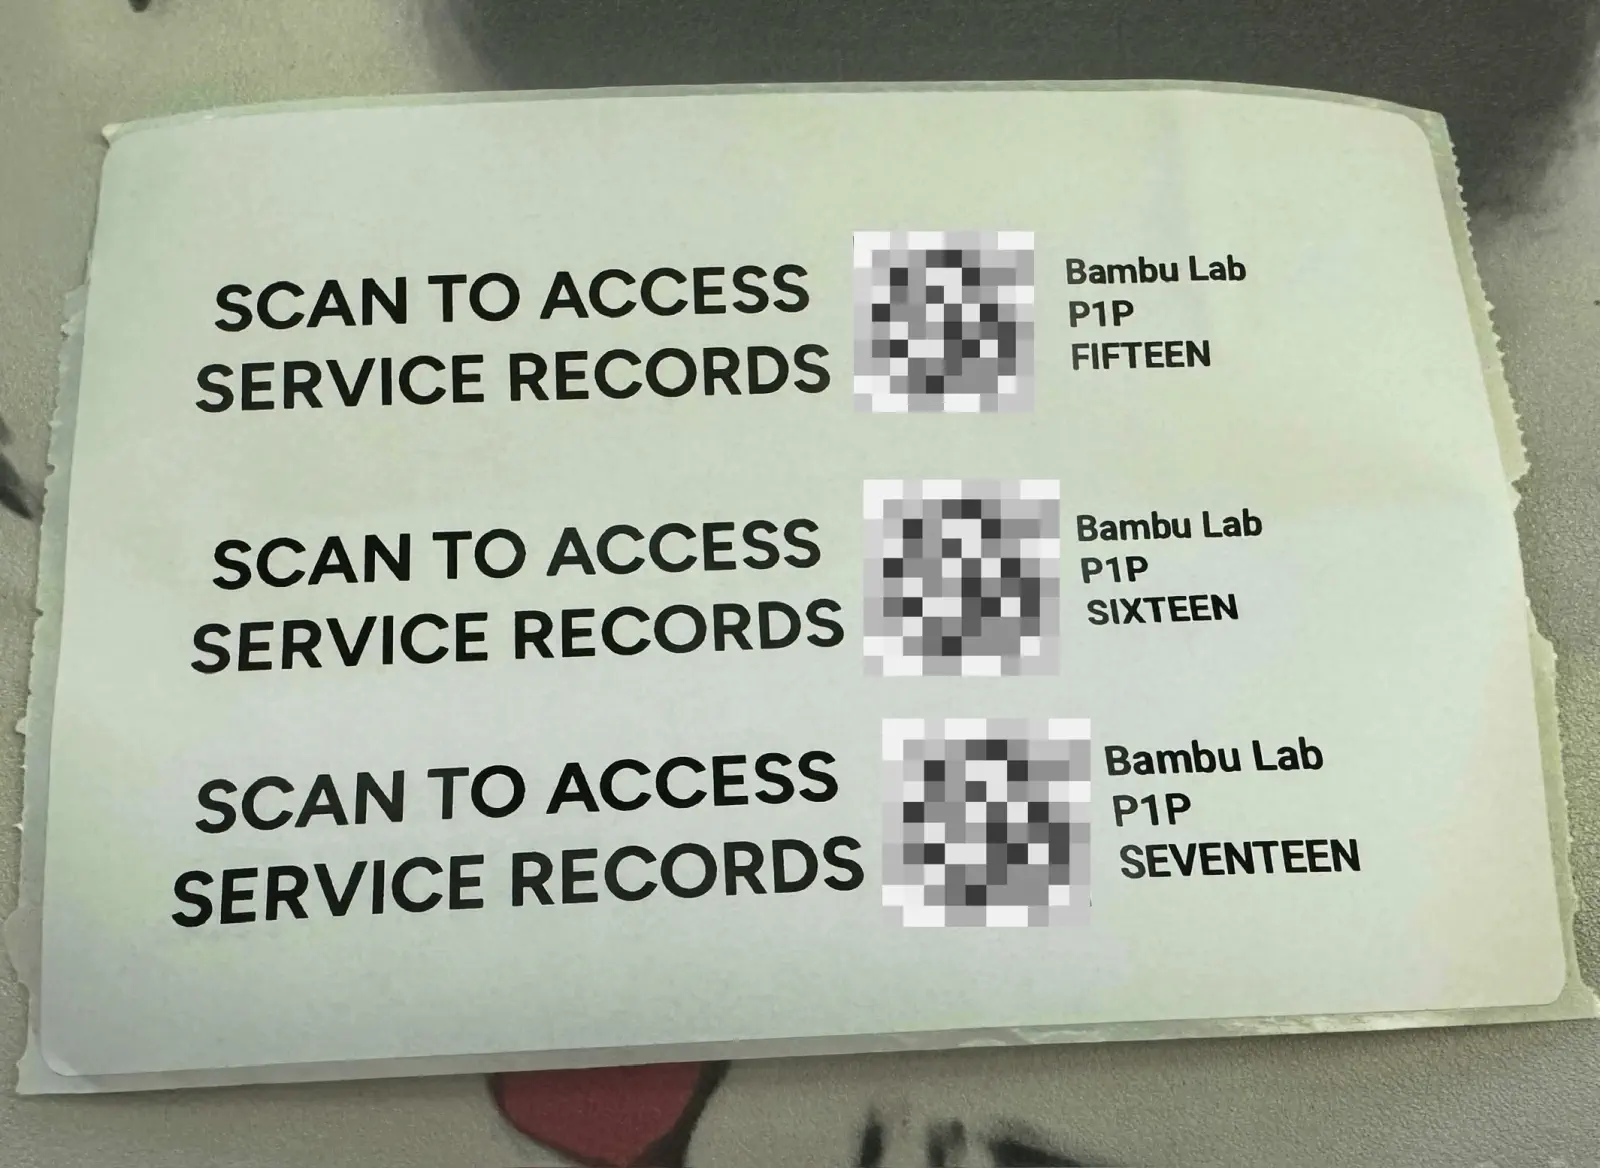 SCAN TO ACCESS
SERVICE RECORDS
Bambu Lab
P1P
FIFTEEN
SCAN TO ACCESS
SERVICE RECORDS
Bambu Lab
P1P
SIXTEEN
SCAN TO ACCESS
SERVICE RECORDS
Bambu Lab
P1P
SEVENTEEN